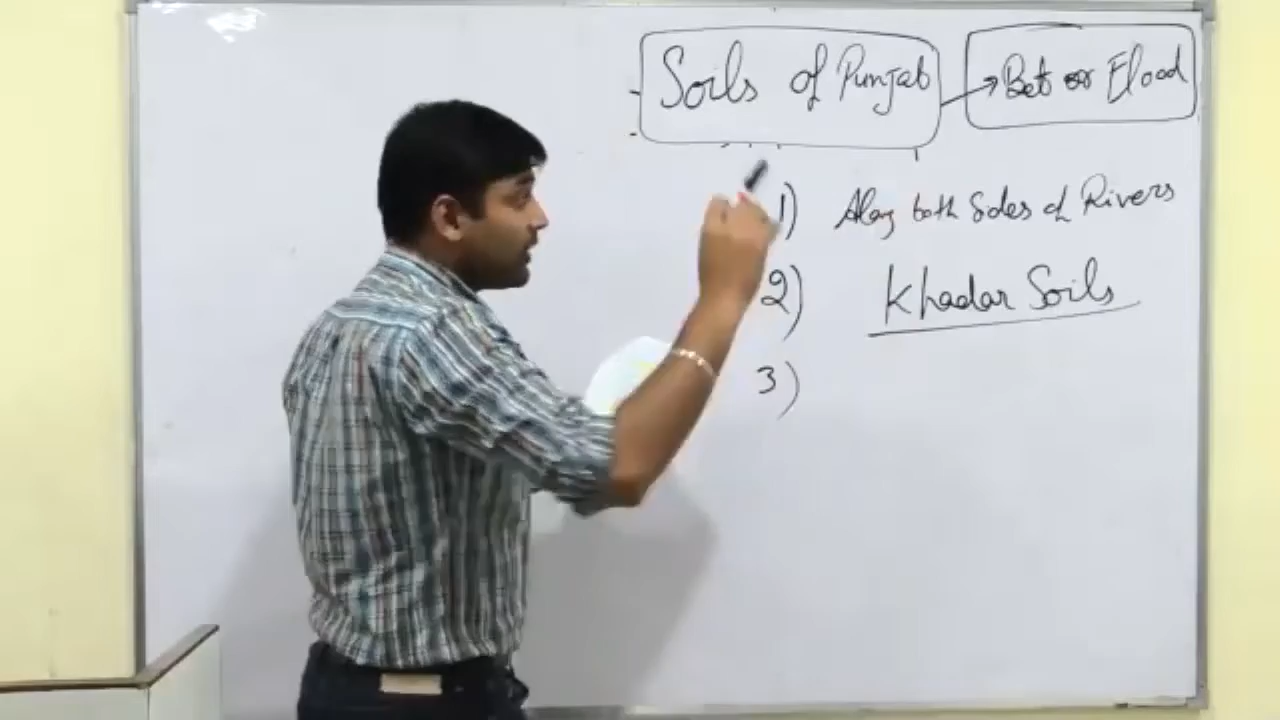 Soils of Punjab → Bet or Flood
1) Along both Sides of Rivers
2) Khadar Soils
3)